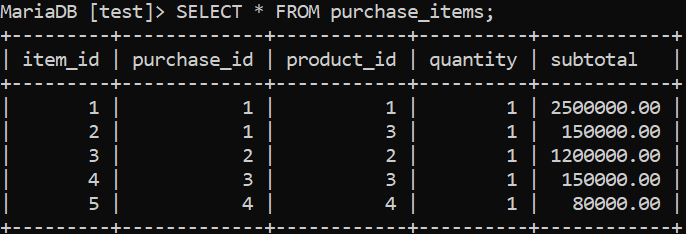 MariaDB [test]> SELECT * FROM purchase_items;
+---------+-------------+------------+----------+------------+
| item_id | purchase_id | product_id | quantity | subtotal   |
+---------+-------------+------------+----------+------------+
|       1 |           1 |          1 |        1 | 2500000.00 |
|       2 |           1 |          3 |        1 |  150000.00 |
|       3 |           2 |          2 |        1 | 1200000.00 |
|       4 |           3 |          3 |        1 |  150000.00 |
|       5 |           4 |          4 |        1 |   80000.00 |
+---------+-------------+------------+----------+------------+